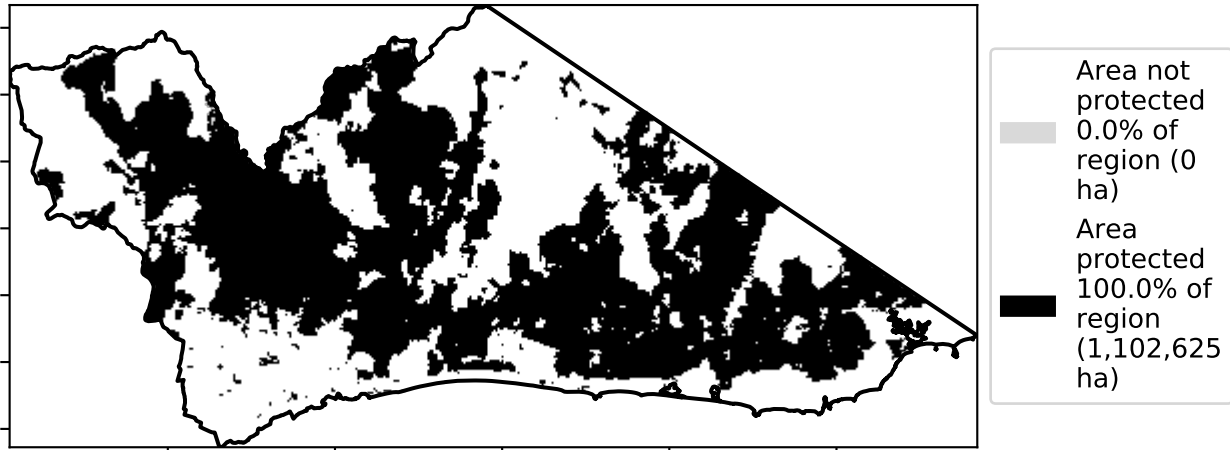 Area not
protected
0.0% of
region (0
ha)
Area
protected
100.0% of
region
(1,102,625
ha)